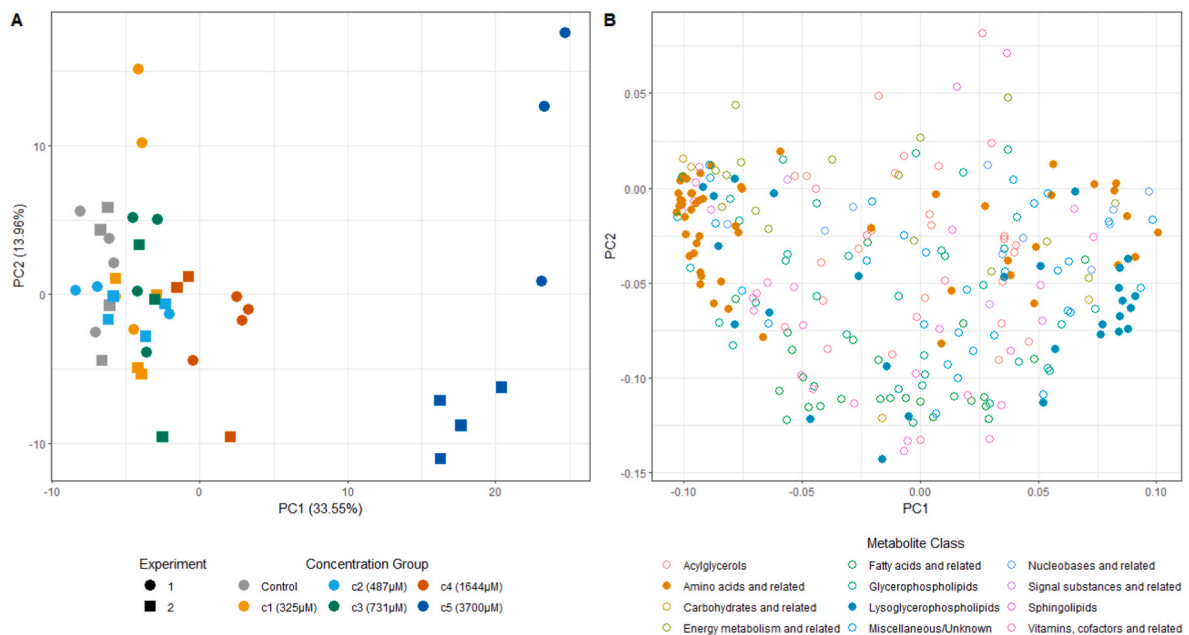 A
B
PC2 (13.96%)
10
0
-10
-10
0
10
20
PC1 (33.55%)
PC2
0.05
0.00
-0.05
-0.10
-0.15
-0.10
-0.05
0.00
0.05
0.10
PC1
Experiment
1
2
Concentration Group
Control
c2 (487µM)
c4 (1644µM)
c1 (325µM)
c3 (731µM)
c5 (3700µM)
Metabolite Class
Acylglycerols
Fatty acids and related
Nucleobases and related
Amino acids and related
Glycerophospholipids
Signal substances and related
Carbohydrates and related
Lysoglycerophospholipids
Sphingolipids
Energy metabolism and related
Miscellaneous/Unknown
Vitamins, cofactors and related